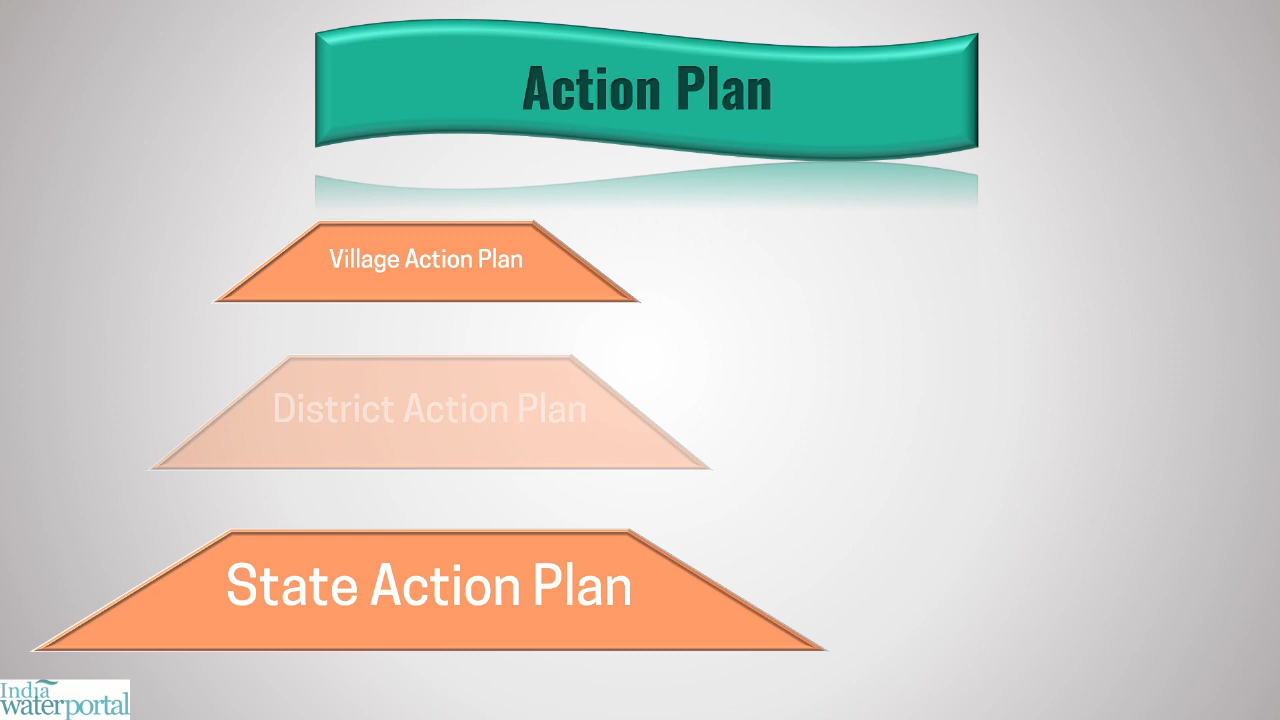 Action Plan
Village Action Plan
District Action Plan
State Action Plan
India
waterportal